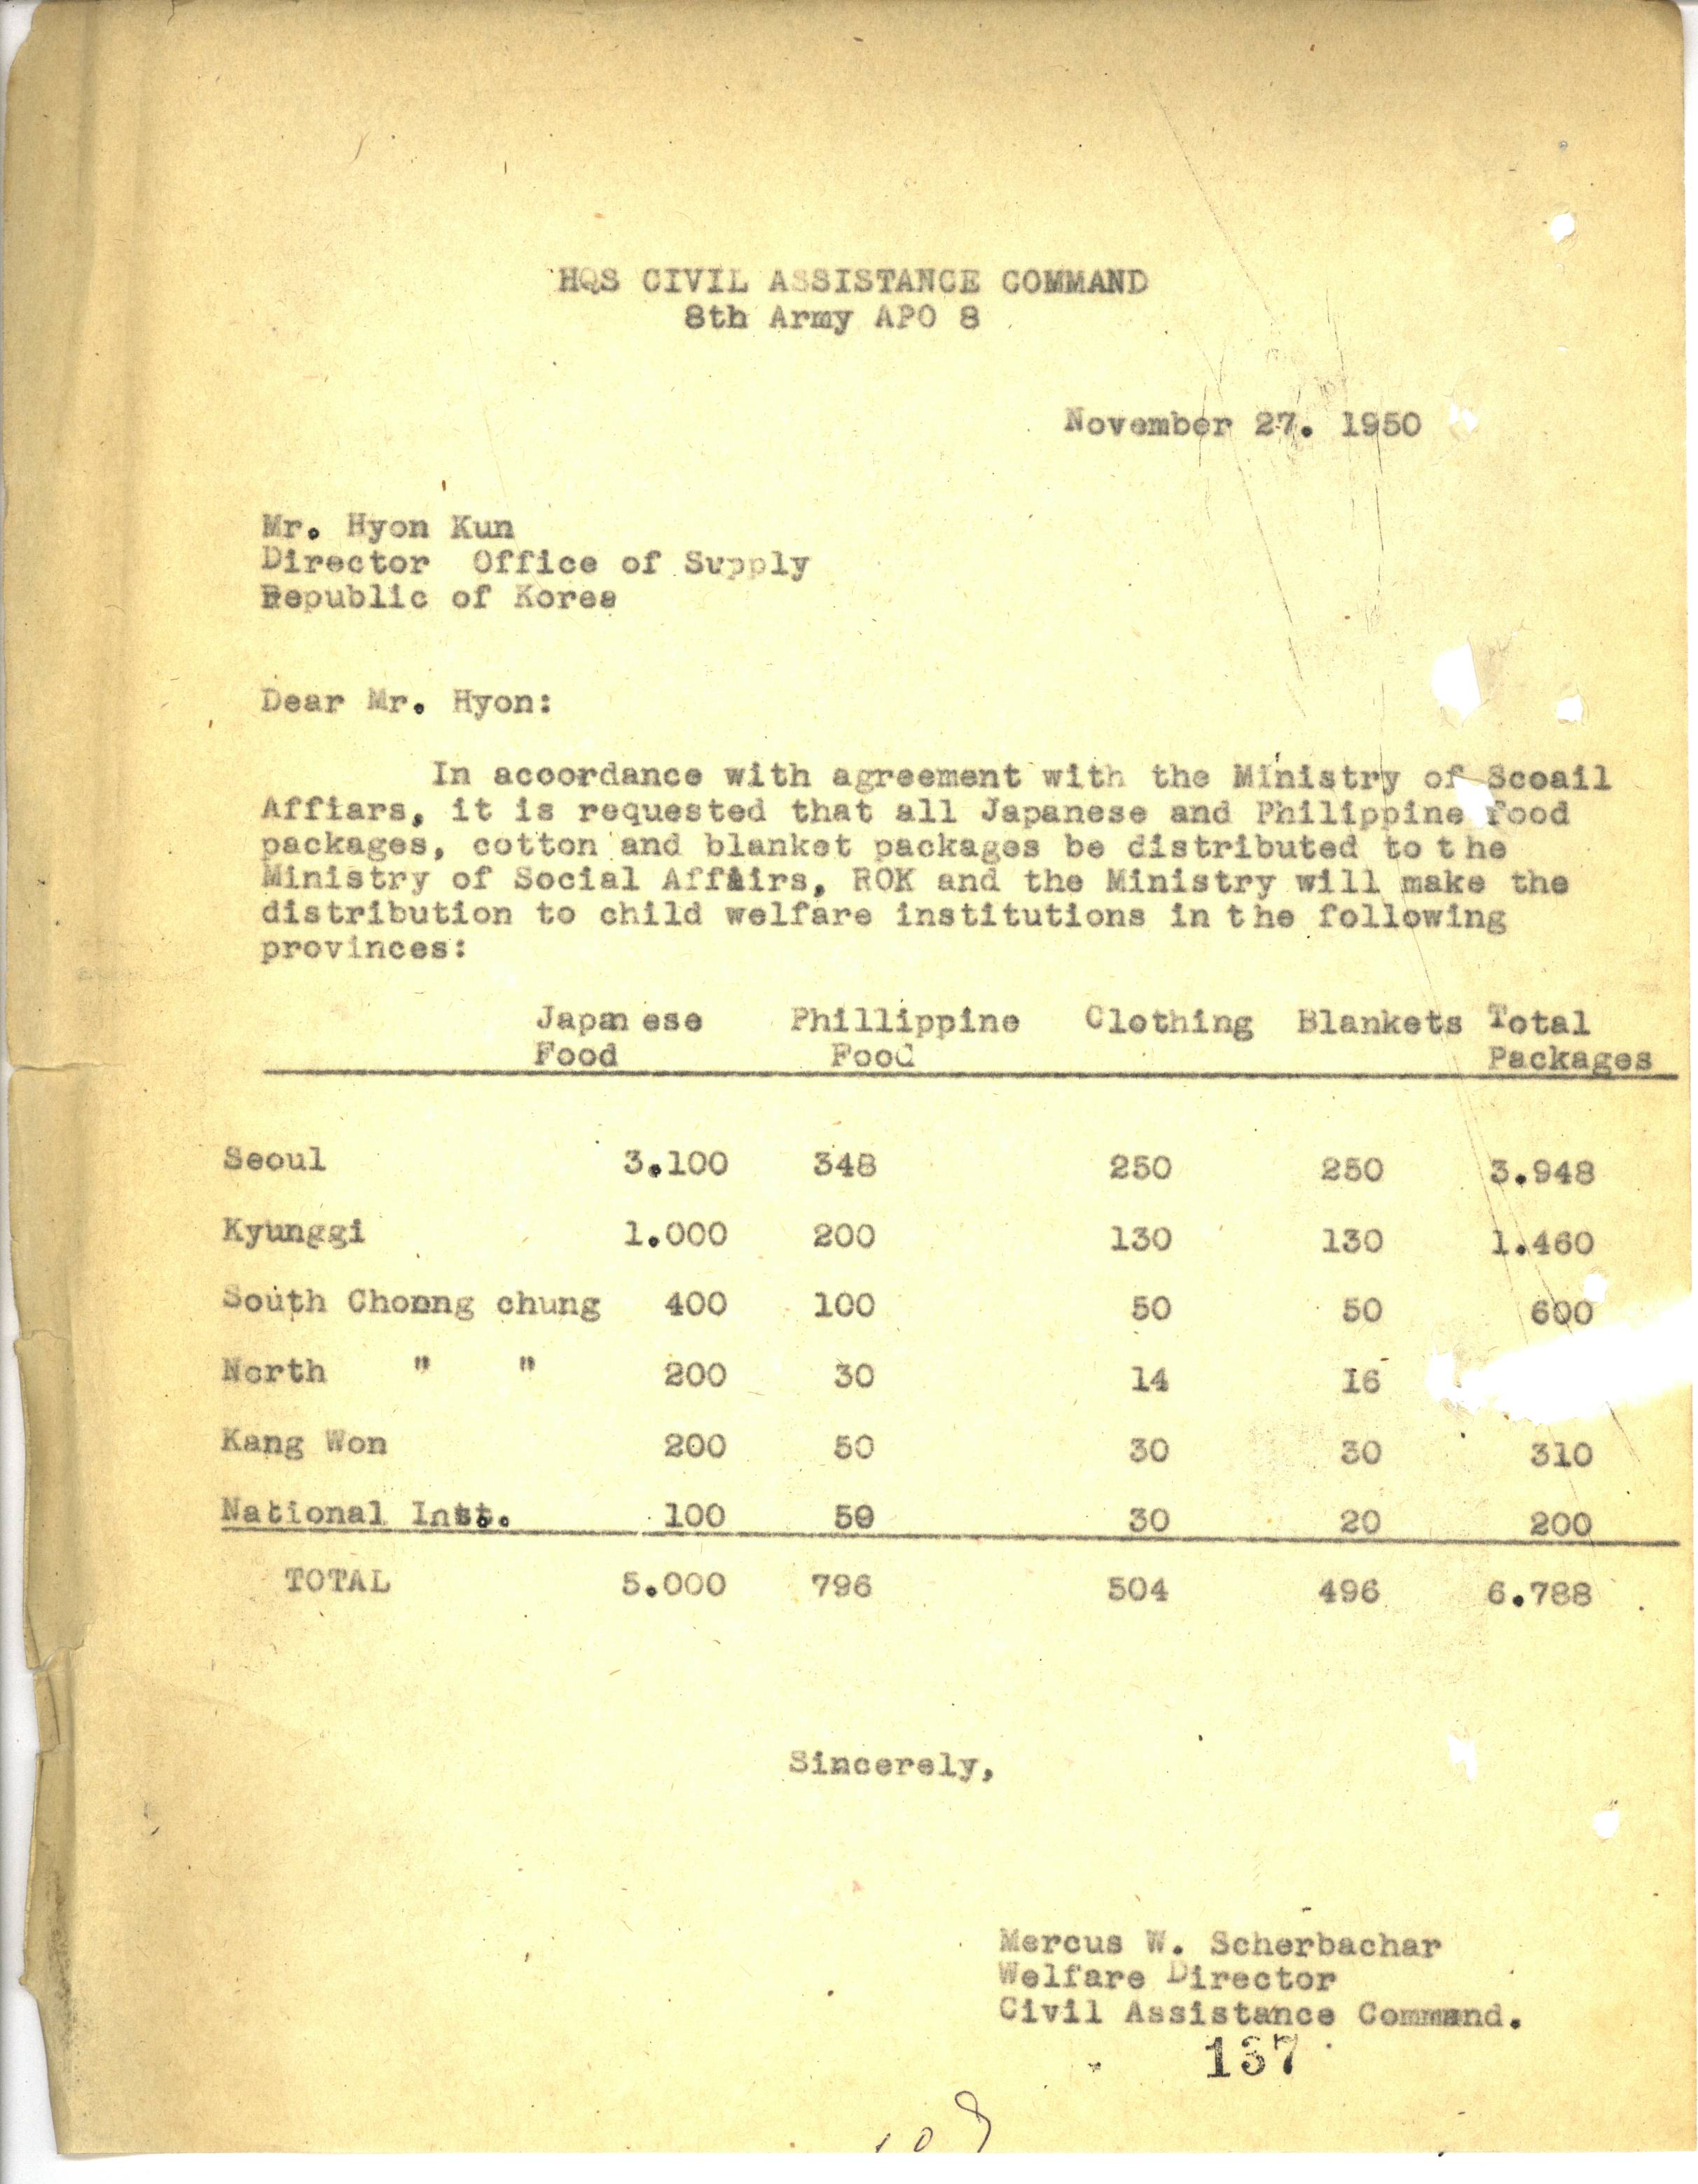 HQS CIVIL ASSISTANCE COMMAND
8th Army APO 8
November 27. 1950
Mr. Hyon Kun
Director Office of Supply
Republic of Korea
Dear Mr. Hyon:
In accordance with agreement with the Ministry of Scoail
Affiars, it is requested that all Japanese and Philippine food
packages, cotton and blanket packages be distributed to the
Ministry of Social Affairs, ROK and the Ministry will make the
distribution to child welfare institutions in the following
provinces:
Japanese Phillippine Clothing Blankets Total
Food Food Packages
Seoul 3.100 348 250 250 3.948
Kyunggi 1.000 200 130 130 1.460
South Chonng chung 400 100 50 50 600
North " " 200 30 14 16
Kang Won 200 50 30 30 310
National Inst. 100 50 30 20 200
TOTAL 5.000 796 504 496 6.788
Sincerely,
Mercus W. Scherbachar
Welfare Director
Civil Assistance Command.
137